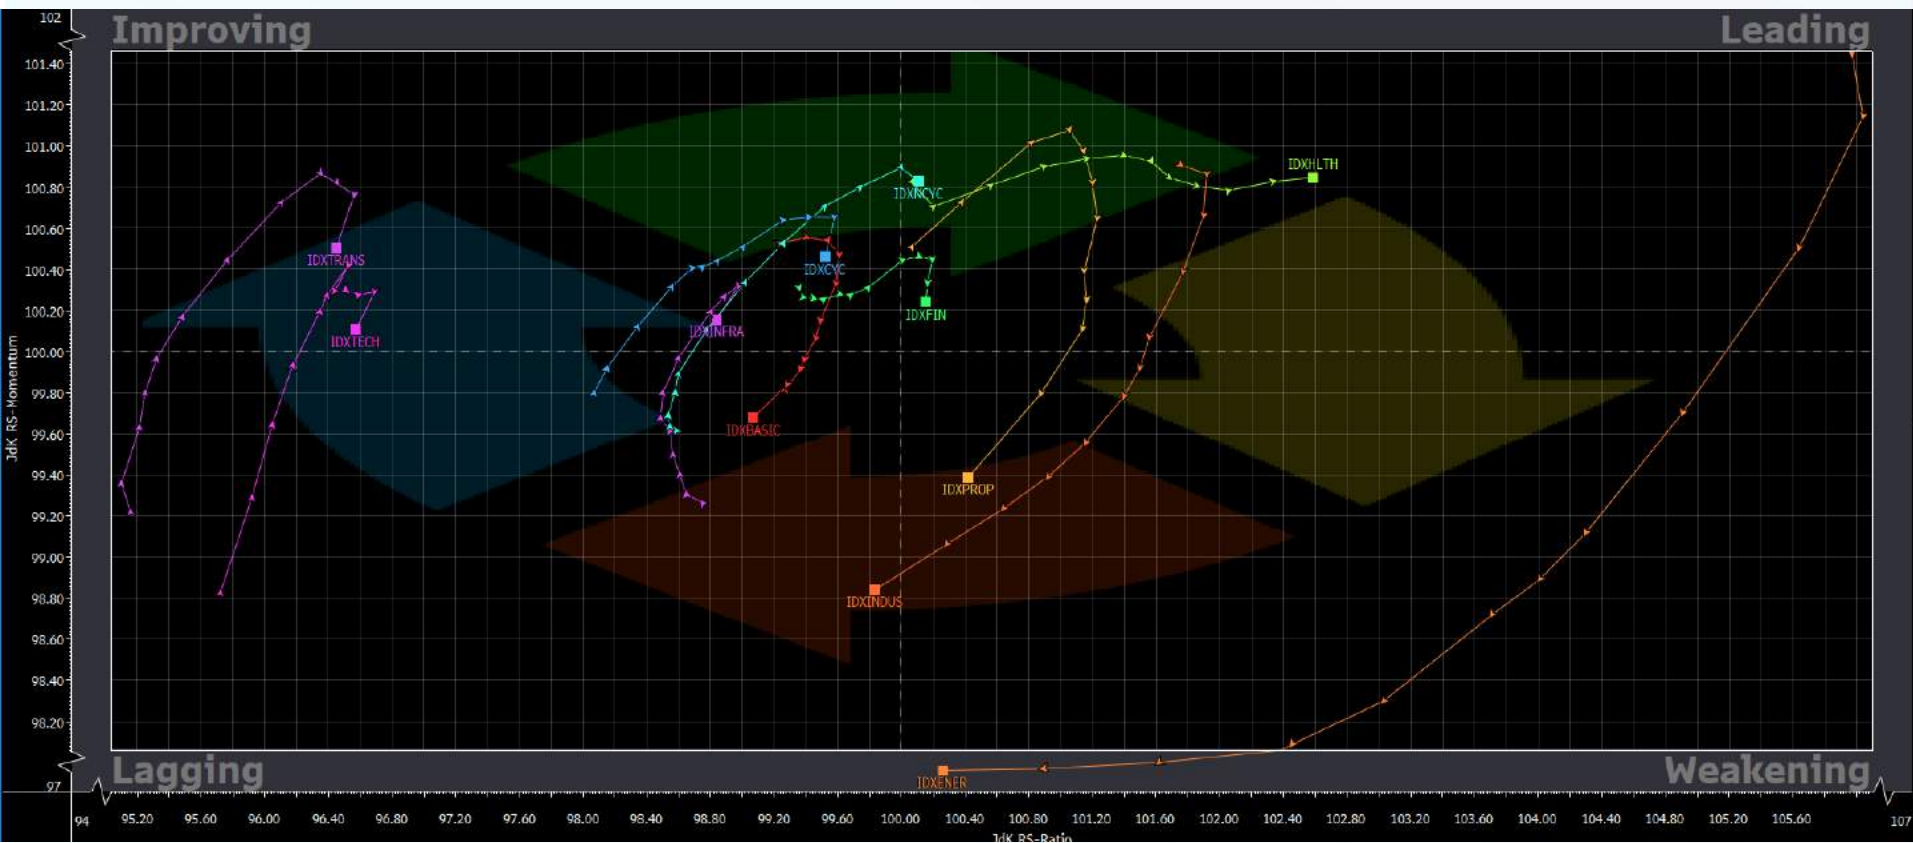 102
Improving
Leading
101.40
101.20
101.00
100.80
100.60
100.40
100.20
100.00
99.80
99.60
99.40
99.20
99.00
98.80
98.60
98.40
98.20
97
JdK RS-Momentum
IDXHLTH
IDXNCYC
IDXTRANS
IDXCYC
IDXFIN
IDXINFRA
IDXTECH
IDXBASIC
IDXPROP
IDXINDUS
IDXENER
Lagging
Weakening
94 95.20 95.60 96.00 96.40 96.80 97.20 97.60 98.00 98.40 98.80 99.20 99.60 100.00 100.40 100.80 101.20 101.60 102.00 102.40 102.80 103.20 103.60 104.00 104.40 104.80 105.60 107
JdK RS-Ratio